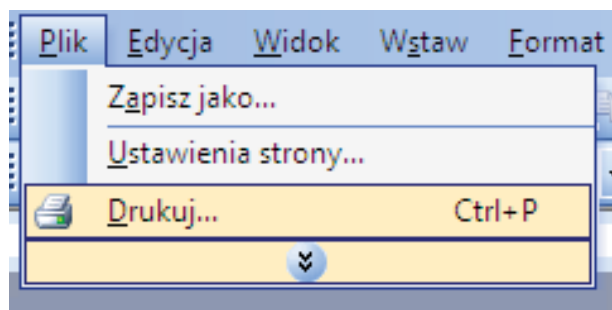 Plik Edycja Widok Wstaw Format
Zapisz jako...
Ustawienia strony...
Drukuj... Ctrl+P